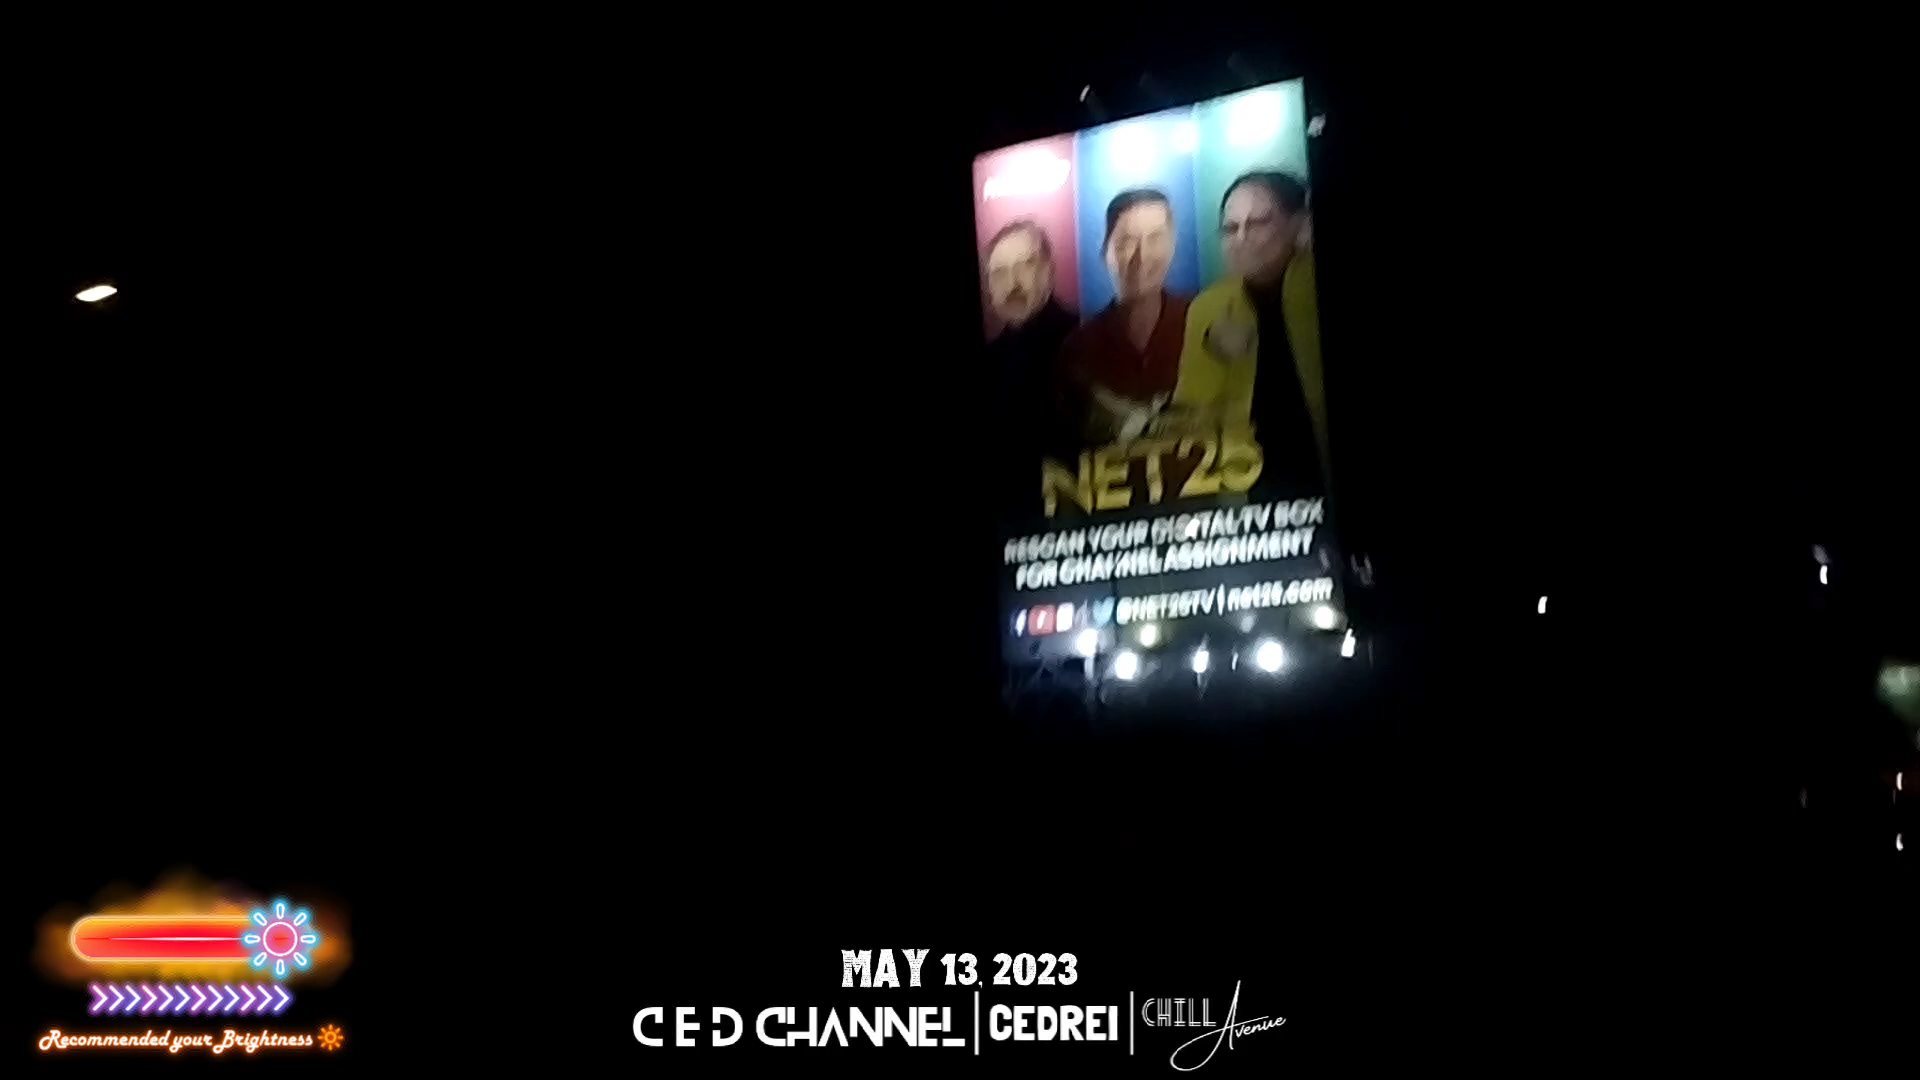 NET25
RESCAN YOUR DIGITAL TV BOX
FOR CHANNEL ASSIGNMENT
@NET25TV | net25.com
MAY 13, 2023
CED CHANNEL | CEDREI | CHILL Avenue
Recommended your Brightness